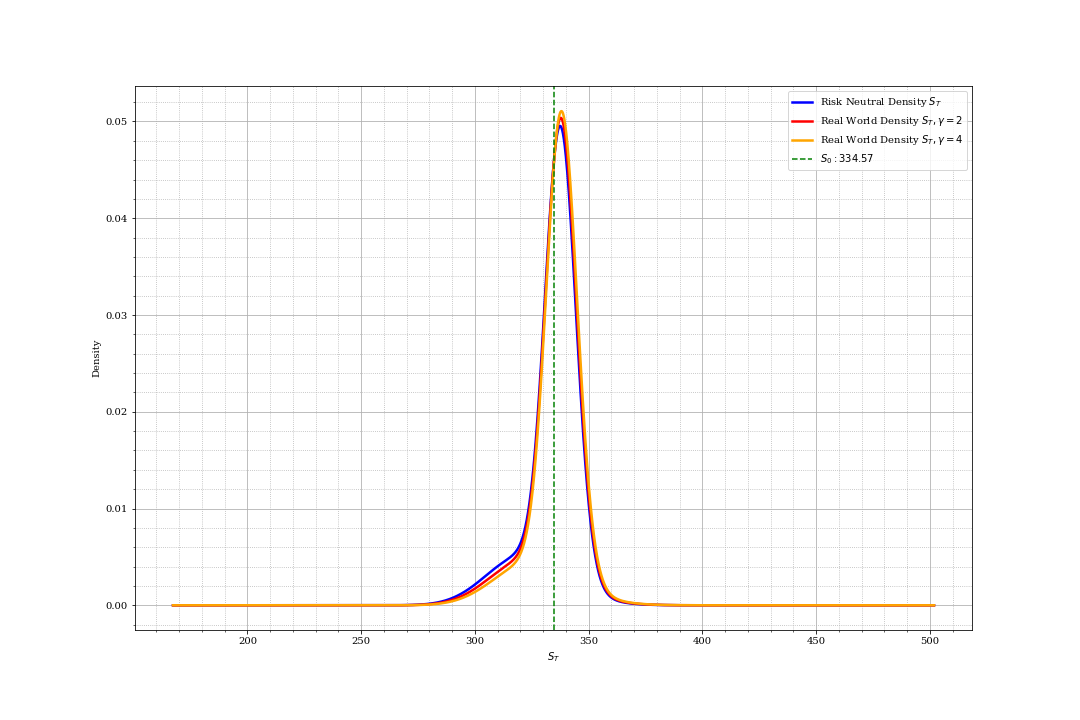 Risk Neutral Density S_T
Real World Density S_T, γ = 2
Real World Density S_T, γ = 4
S_0 : 334.57
0.05
0.04
0.03
0.02
0.01
0.00
Density
200 250 300 350 400 450 500
S_T